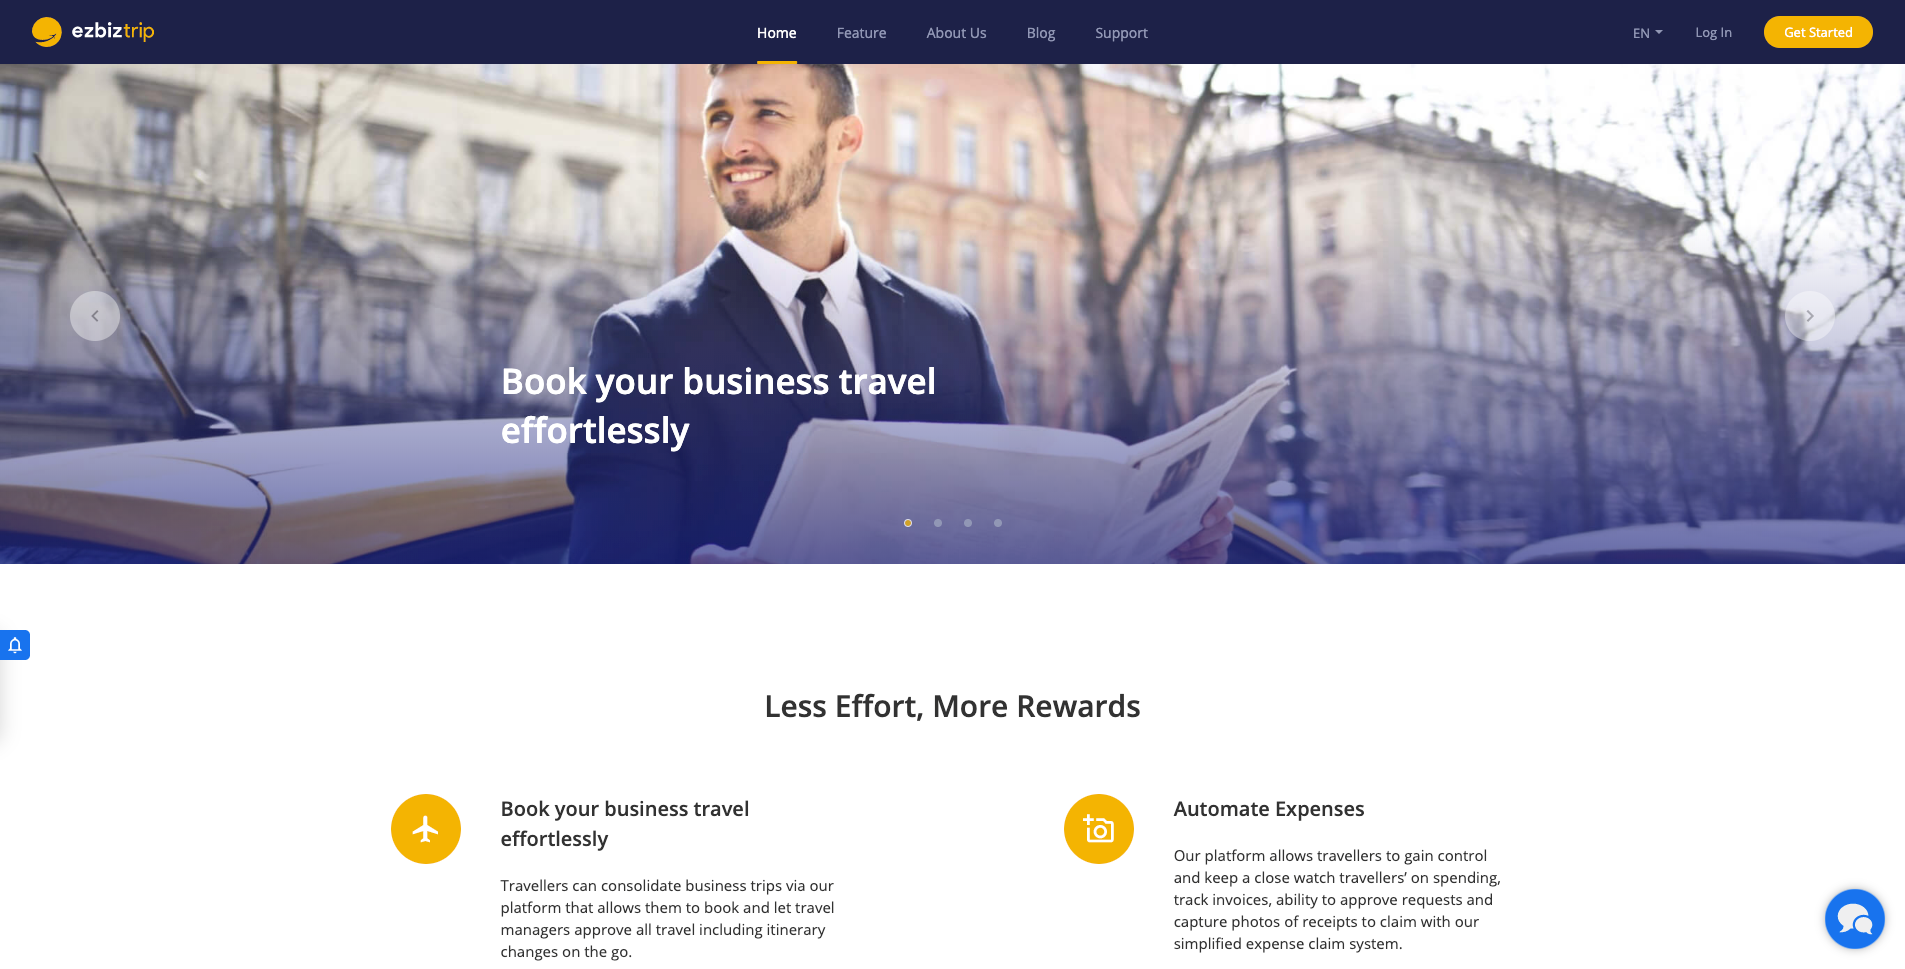 ezbiztrip
Home
Feature
About Us
Blog
Support
EN
Log In
Get Started
Book your business travel
effortlessly
Less Effort, More Rewards
Book your business travel
effortlessly
Travellers can consolidate business trips via our
platform that allows them to book and let travel
managers approve all travel including itinerary
changes on the go.
Automate Expenses
Our platform allows travellers to gain control
and keep a close watch travellers’ on spending,
track invoices, ability to approve requests and
capture photos of receipts to claim with our
simplified expense claim system.